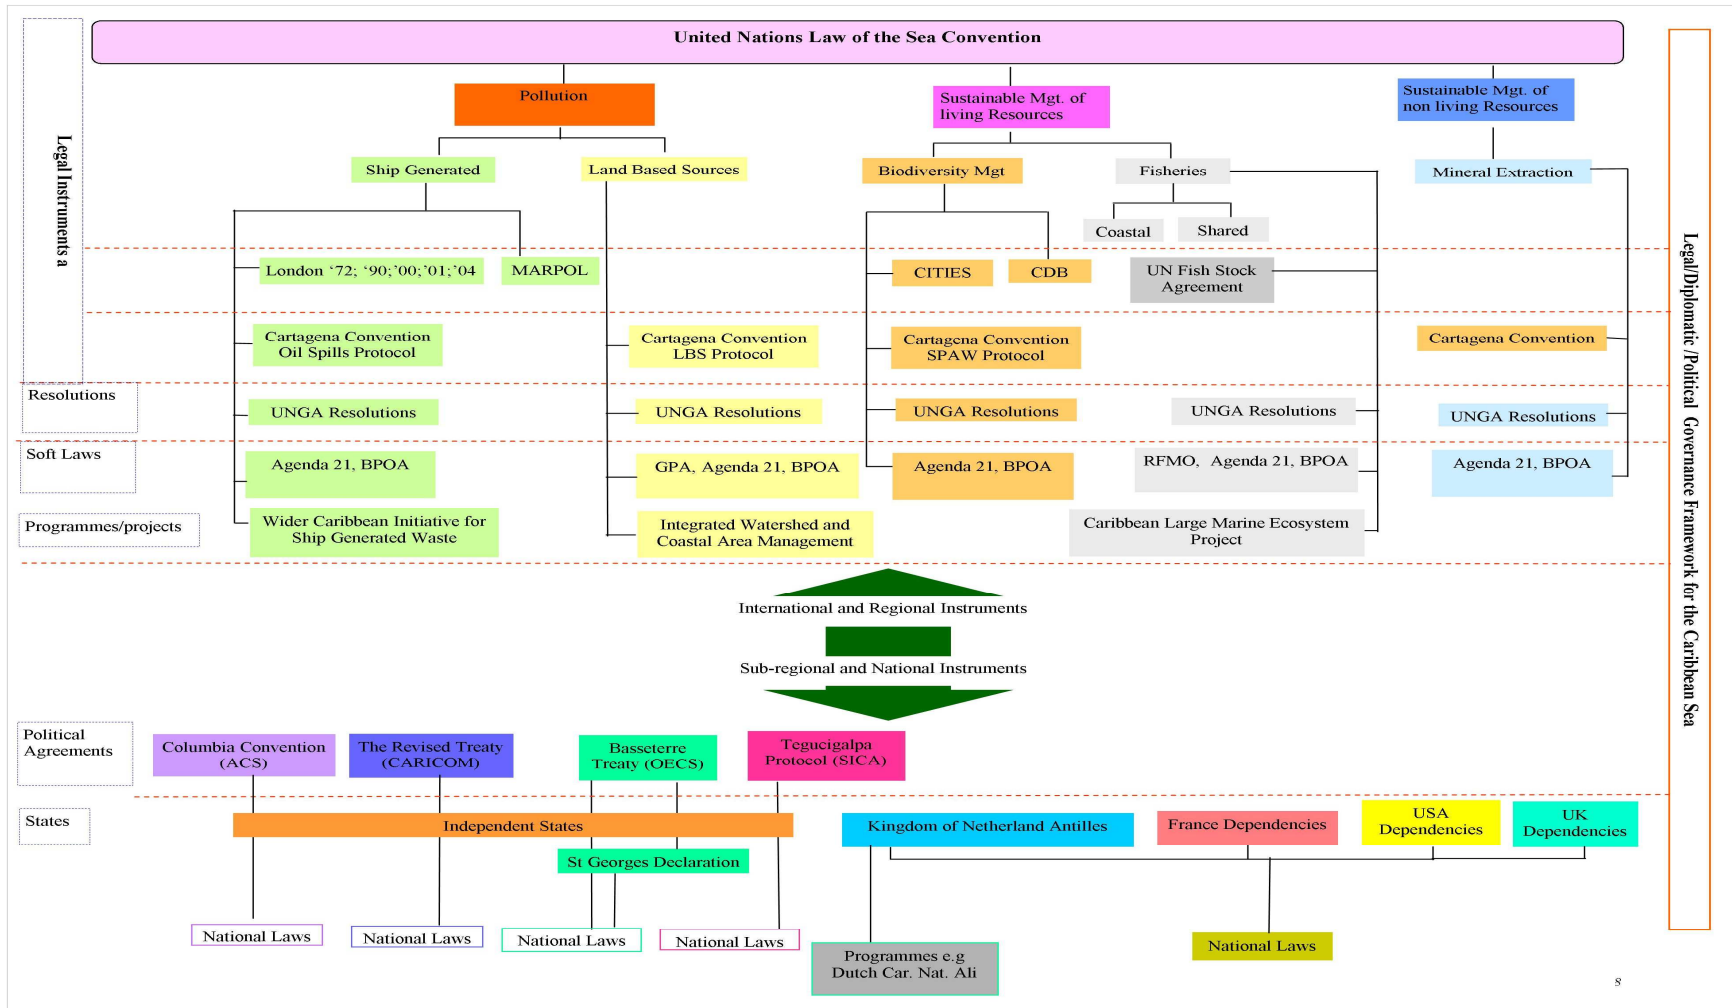 United Nations Law of the Sea Convention
Legal Instruments a
Legal/Diplomatic /Political Governance Framework for the Caribbean Sea
Pollution
Sustainable Mgt. of
living Resources
Sustainable Mgt. of
non living Resources
Ship Generated
Land Based Sources
Biodiversity Mgt
Fisheries
Mineral Extraction
Coastal
Shared
London ‘72; ‘90;’00;’01;’04
MARPOL
CITIES
CDB
UN Fish Stock
Agreement
Cartagena Convention
Oil Spills Protocol
Cartagena Convention
LBS Protocol
Cartagena Convention
SPAW Protocol
Cartagena Convention
Resolutions
UNGA Resolutions
UNGA Resolutions
UNGA Resolutions
UNGA Resolutions
UNGA Resolutions
Soft Laws
Agenda 21, BPOA
GPA, Agenda 21, BPOA
Agenda 21, BPOA
RFMO, Agenda 21, BPOA
Agenda 21, BPOA
Programmes/projects
Wider Caribbean Initiative for
Ship Generated Waste
Integrated Watershed and
Coastal Area Management
Caribbean Large Marine Ecosystem
Project
International and Regional Instruments
Sub-regional and National Instruments
Political
Agreements
Columbia Convention
(ACS)
The Revised Treaty
(CARICOM)
Basseterre
Treaty (OECS)
Tegucigalpa
Protocol (SICA)
States
Independent States
Kingdom of Netherland Antilles
France Dependencies
USA
Dependencies
UK
Dependencies
St Georges Declaration
National Laws
National Laws
National Laws
National Laws
Programmes e.g
Dutch Car. Nat. Ali
National Laws
8